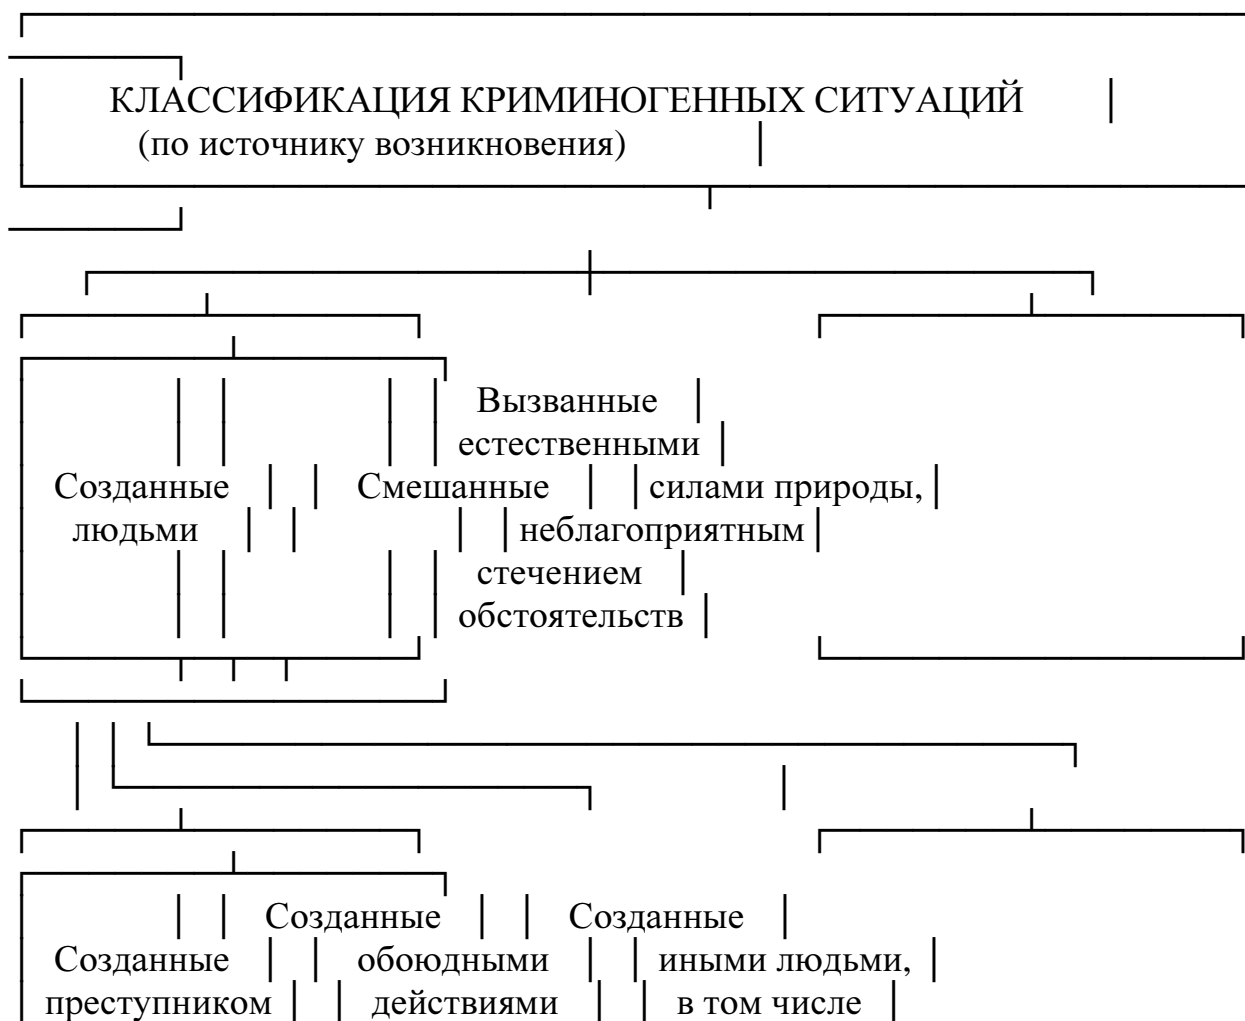 КЛАССИФИКАЦИЯ КРИМИНОГЕННЫХ СИТУАЦИЙ
(по источнику возникновения)
Вызванные
естественными
Созданные Смешанные силами природы,
людьми неблагоприятным
стечением
обстоятельств
Созданные Созданные
Созданные обоюдными иными людьми,
преступником действиями в том числе